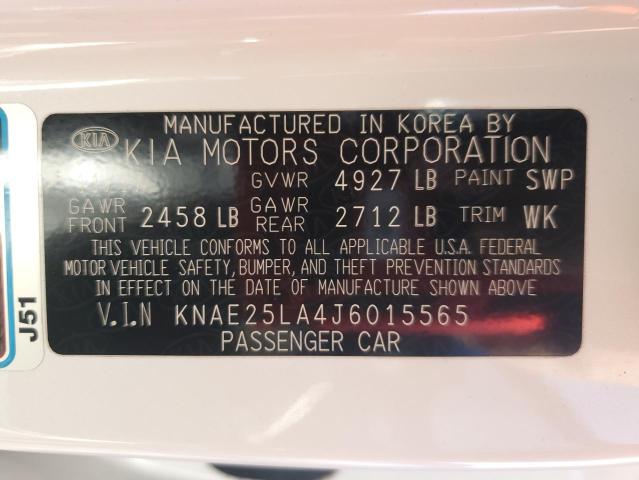 MANUFACTURED IN KOREA BY
KIA KIA MOTORS CORPORATION
GVWR 4927 LB PAINT SWP
GAWR FRONT 2458 LB GAWR REAR 2712 LB TRIM WK
THIS VEHICLE CONFORMS TO ALL APPLICABLE U.S.A. FEDERAL
MOTOR VEHICLE SAFETY, BUMPER, AND THEFT PREVENTION STANDARDS
IN EFFECT ON THE DATE OF MANUFACTURE SHOWN ABOVE
V.I.N KNAE25LA4J6015565
PASSENGER CAR
J51